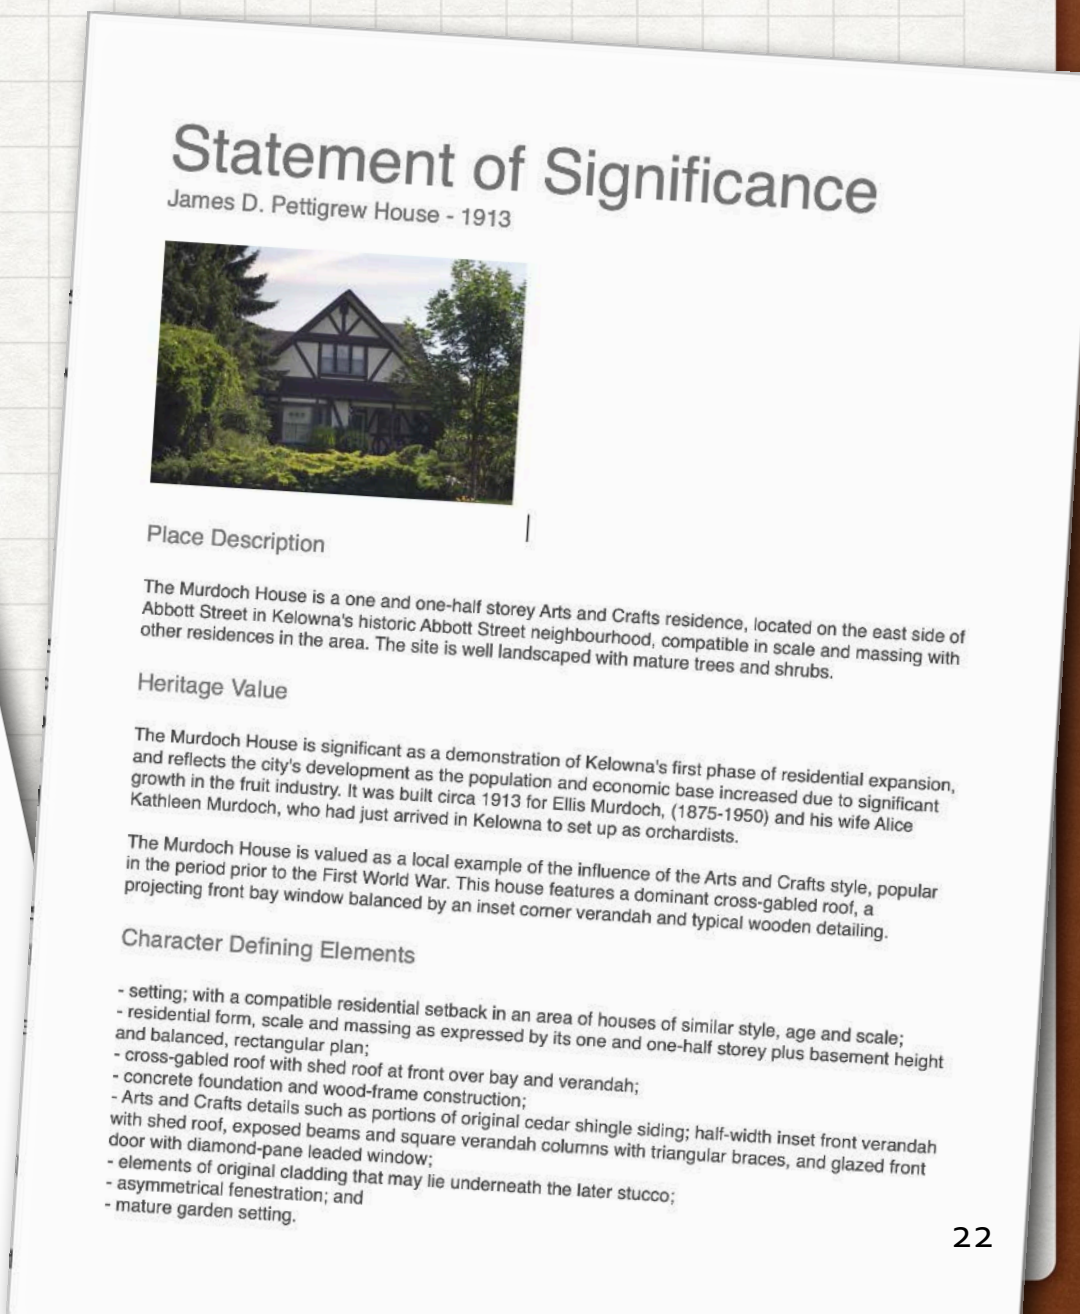 Statement of Significance
James D. Pettigrew House - 1913
Place Description
The Murdoch House is a one and one-half storey Arts and Crafts residence, located on the east side of
Abbott Street in Kelowna's historic Abbott Street neighbourhood, compatible in scale and massing with
other residences in the area. The site is well landscaped with mature trees and shrubs.
Heritage Value
The Murdoch House is significant as a demonstration of Kelowna's first phase of residential expansion,
and reflects the city's development as the population and economic base increased due to significant
growth in the fruit industry. It was built circa 1913 for Ellis Murdoch, (1875-1950) and his wife Alice
Kathleen Murdoch, who had just arrived in Kelowna to set up as orchardists.
The Murdoch House is valued as a local example of the influence of the Arts and Crafts style, popular
in the period prior to the First World War. This house features a dominant cross-gabled roof, a
projecting front bay window balanced by an inset corner verandah and typical wooden detailing.
Character Defining Elements
- setting; with a compatible residential setback in an area of houses of similar style, age and scale;
- residential form, scale and massing as expressed by its one and one-half storey plus basement height
and balanced, rectangular plan;
- cross-gabled roof with shed roof at front over bay and verandah;
- concrete foundation and wood-frame construction;
- Arts and Crafts details such as portions of original cedar shingle siding; half-width inset front verandah
with shed roof, exposed beams and square verandah columns with triangular braces, and glazed front
door with diamond-pane leaded window;
- elements of original cladding that may lie underneath the later stucco;
- asymmetrical fenestration; and
- mature garden setting.
22